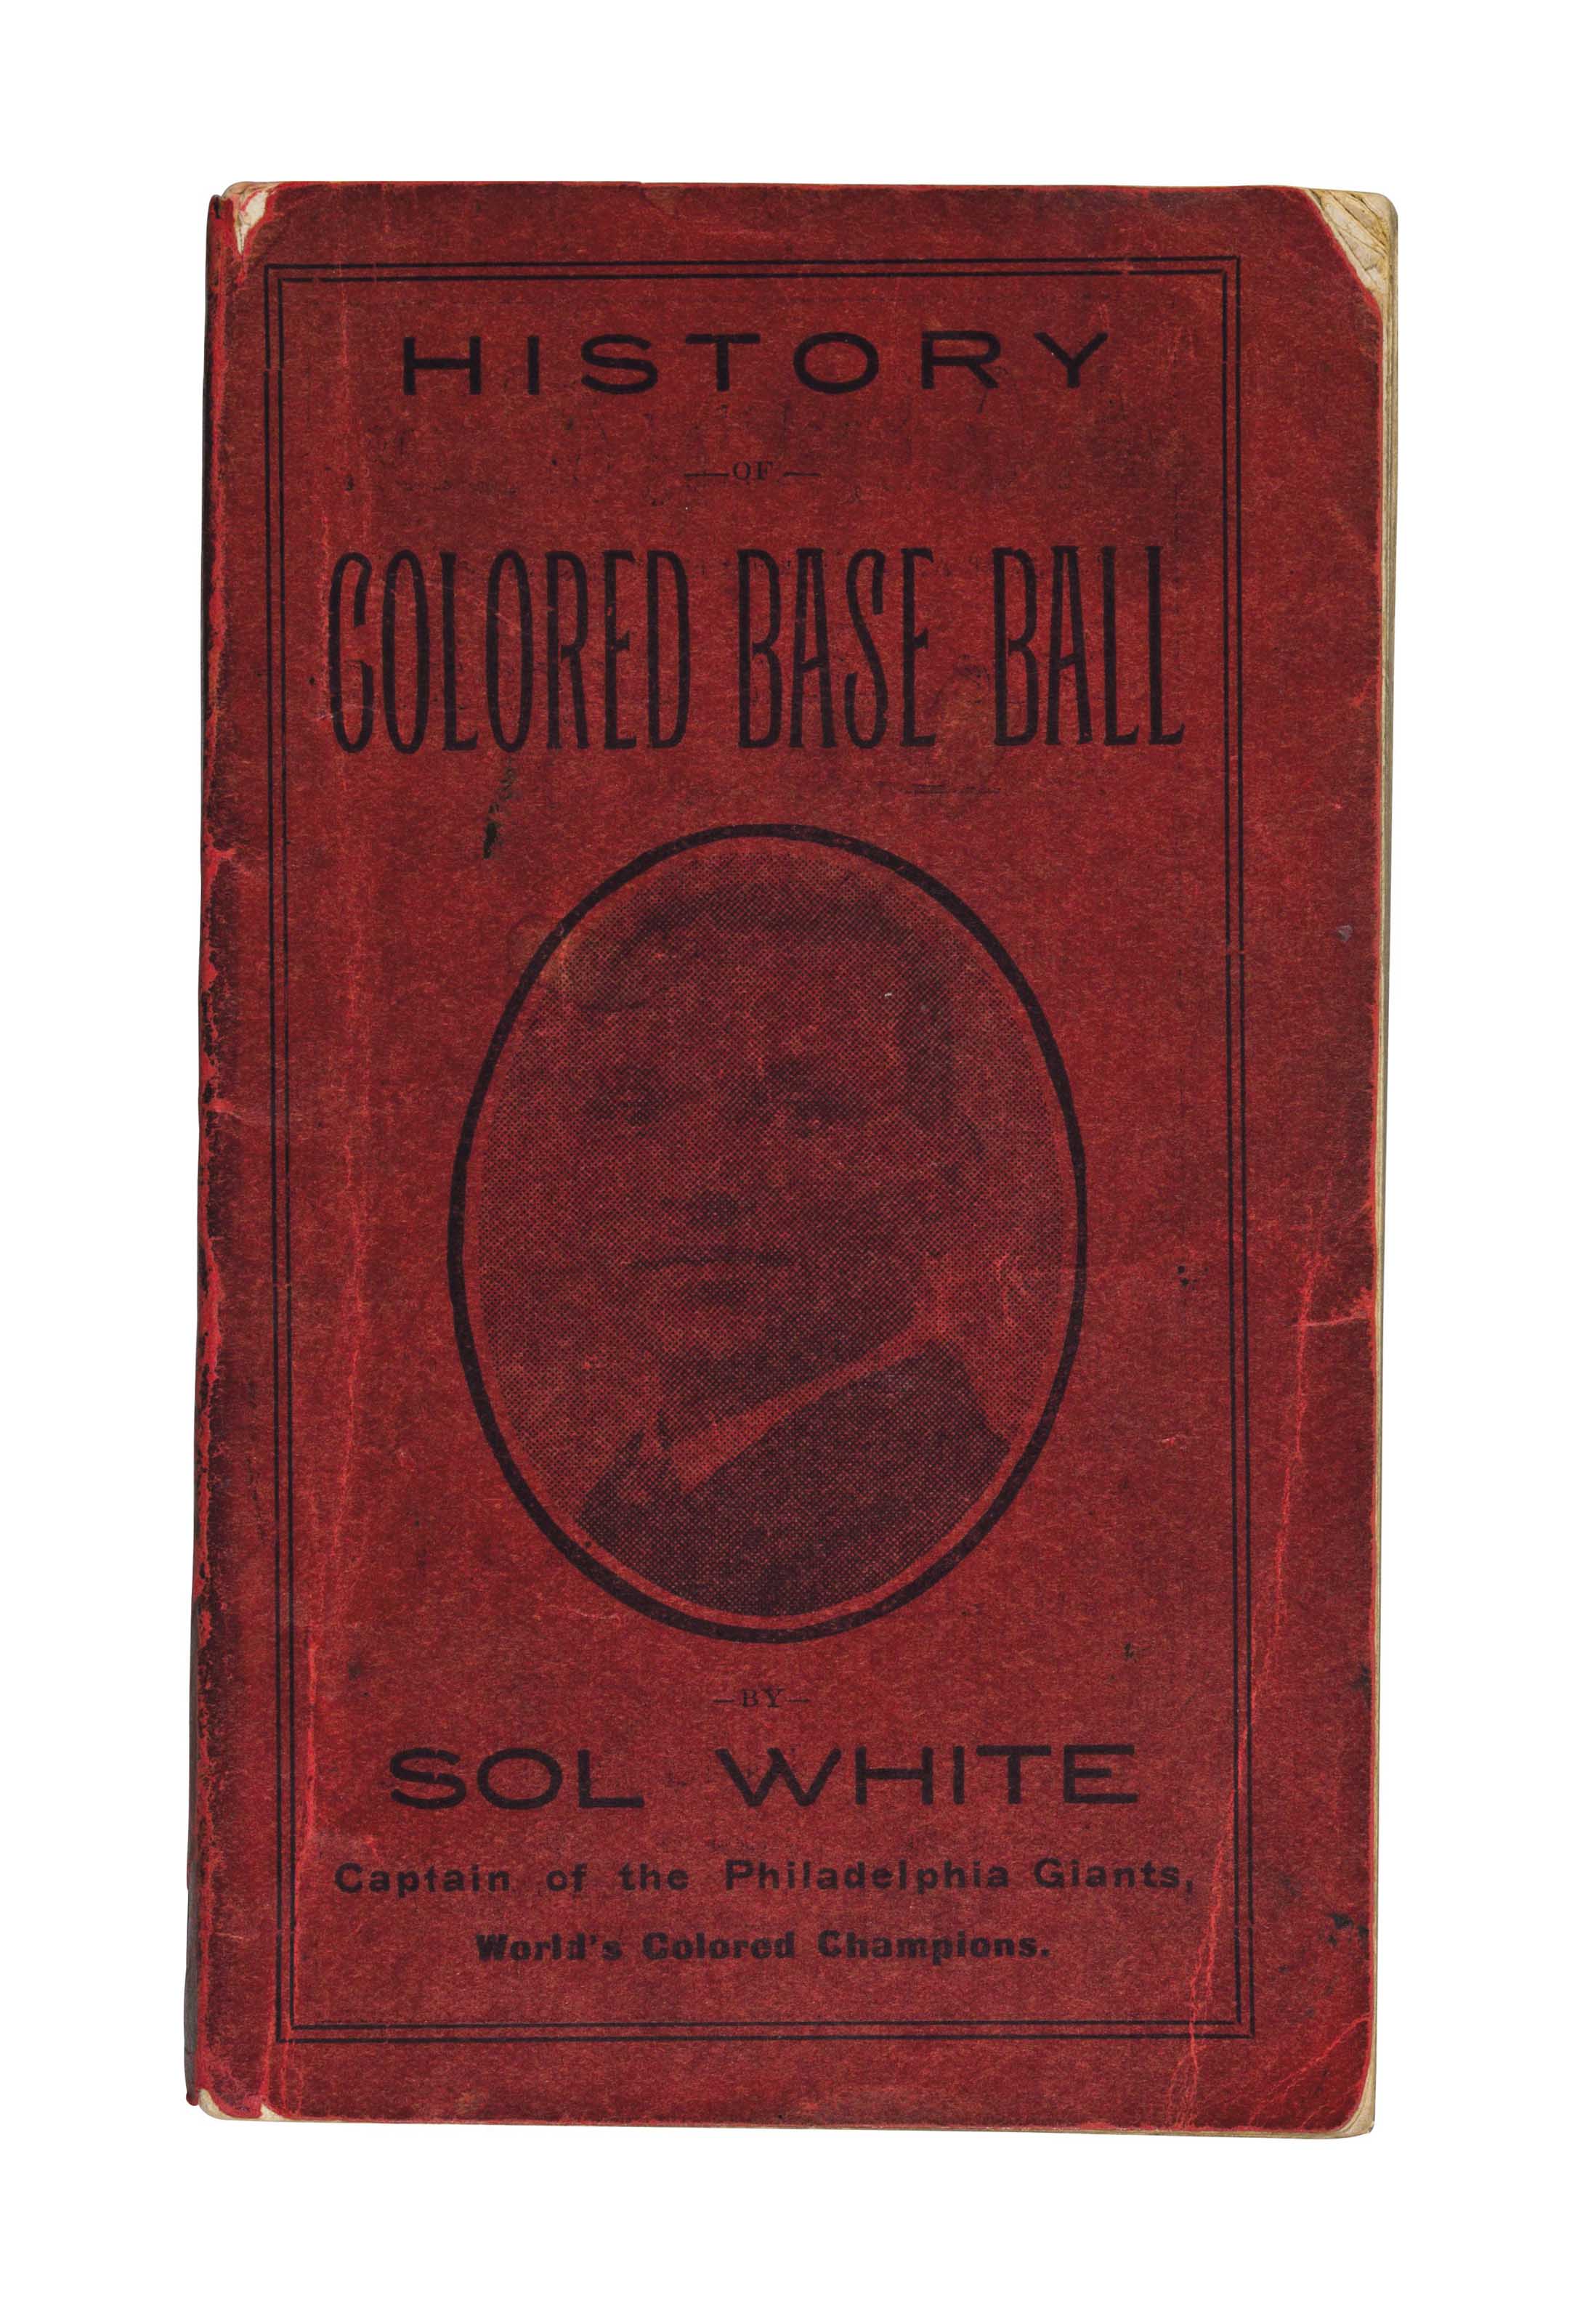 HISTORY
—OF—
COLORED BASE BALL
—BY—
SOL WHITE
Captain of the Philadelphia Giants,
World's Colored Champions.